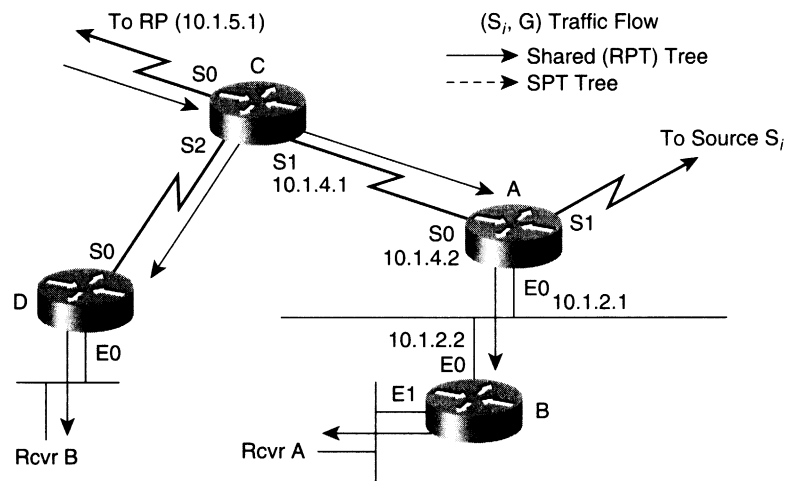 To RP (10.1.5.1)
(Si, G) Traffic Flow
Shared (RPT) Tree
SPT Tree
S0
C
To Source Si
S2
S1
10.1.4.1
A
S0
S1
10.1.4.2
S0
E0
10.1.2.1
D
10.1.2.2
E0
E0
E1
B
Rcvr A
Rcvr B